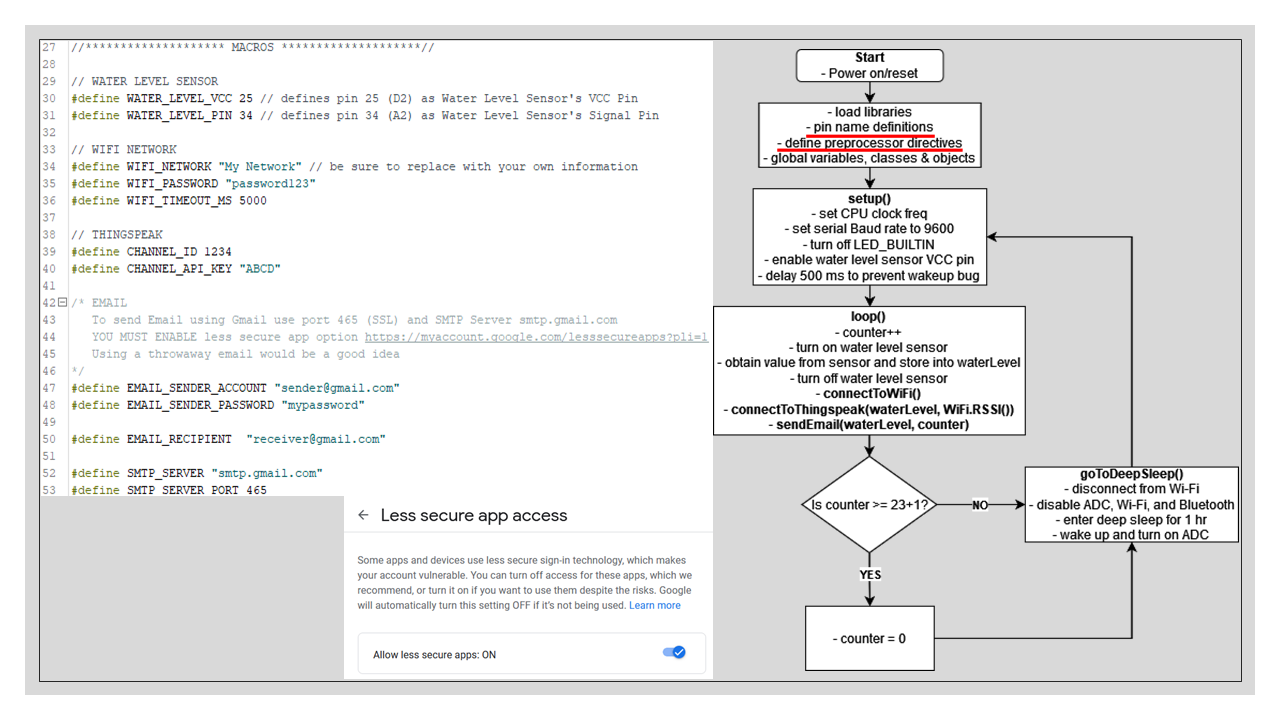 27 //******************** MACROS ********************//
28
29 // WATER LEVEL SENSOR
30 #define WATER_LEVEL_VCC 25 // defines pin 25 (D2) as Water Level Sensor's VCC Pin
31 #define WATER_LEVEL_PIN 34 // defines pin 34 (A2) as Water Level Sensor's Signal Pin
32
33 // WIFI NETWORK
34 #define WIFI_NETWORK "My Network" // be sure to replace with your own information
35 #define WIFI_PASSWORD "password123"
36 #define WIFI_TIMEOUT_MS 5000
37
38 // THINGSPEAK
39 #define CHANNEL_ID 1234
40 #define CHANNEL_API_KEY "ABCD"
41
42 /* EMAIL
43 To send Email using Gmail use port 465 (SSL) and SMTP Server smtp.gmail.com
44 YOU MUST ENABLE less secure app option https://myaccount.google.com/lesssecureapps?pli=1
45 Using a throwaway email would be a good idea
46 */
47 #define EMAIL_SENDER_ACCOUNT "sender@gmail.com"
48 #define EMAIL_SENDER_PASSWORD "mypassword"
49
50 #define EMAIL_RECIPIENT "receiver@gmail.com"
51
52 #define SMTP_SERVER "smtp.gmail.com"
53 #define SMTP_SERVER_PORT 465
Less secure app access
Some apps and devices use less secure sign-in technology, which makes
your account vulnerable. You can turn off access for these apps, which we
recommend, or turn it on if you want to use them despite the risks. Google
will automatically turn this setting OFF if it's not being used. Learn more
Allow less secure apps: ON
Start
- Power on/reset
- load libraries
- pin name definitions
- define preprocessor directives
- global variables, classes & objects
setup()
- set CPU clock freq
- set serial Baud rate to 9600
- turn off LED_BUILTIN
- enable water level sensor VCC pin
- delay 500 ms to prevent wakeup bug
loop()
- counter++
- turn on water level sensor
- obtain value from sensor and store into waterLevel
- turn off water level sensor
- connectToWiFi()
- connectToThingspeak(waterLevel, WiFi.RSSI())
- sendEmail(waterLevel, counter)
Is counter >= 23+1?
NO
goToDeepSleep()
- disconnect from Wi-Fi
- disable ADC, Wi-Fi, and Bluetooth
- enter deep sleep for 1 hr
- wake up and turn on ADC
YES
- counter = 0